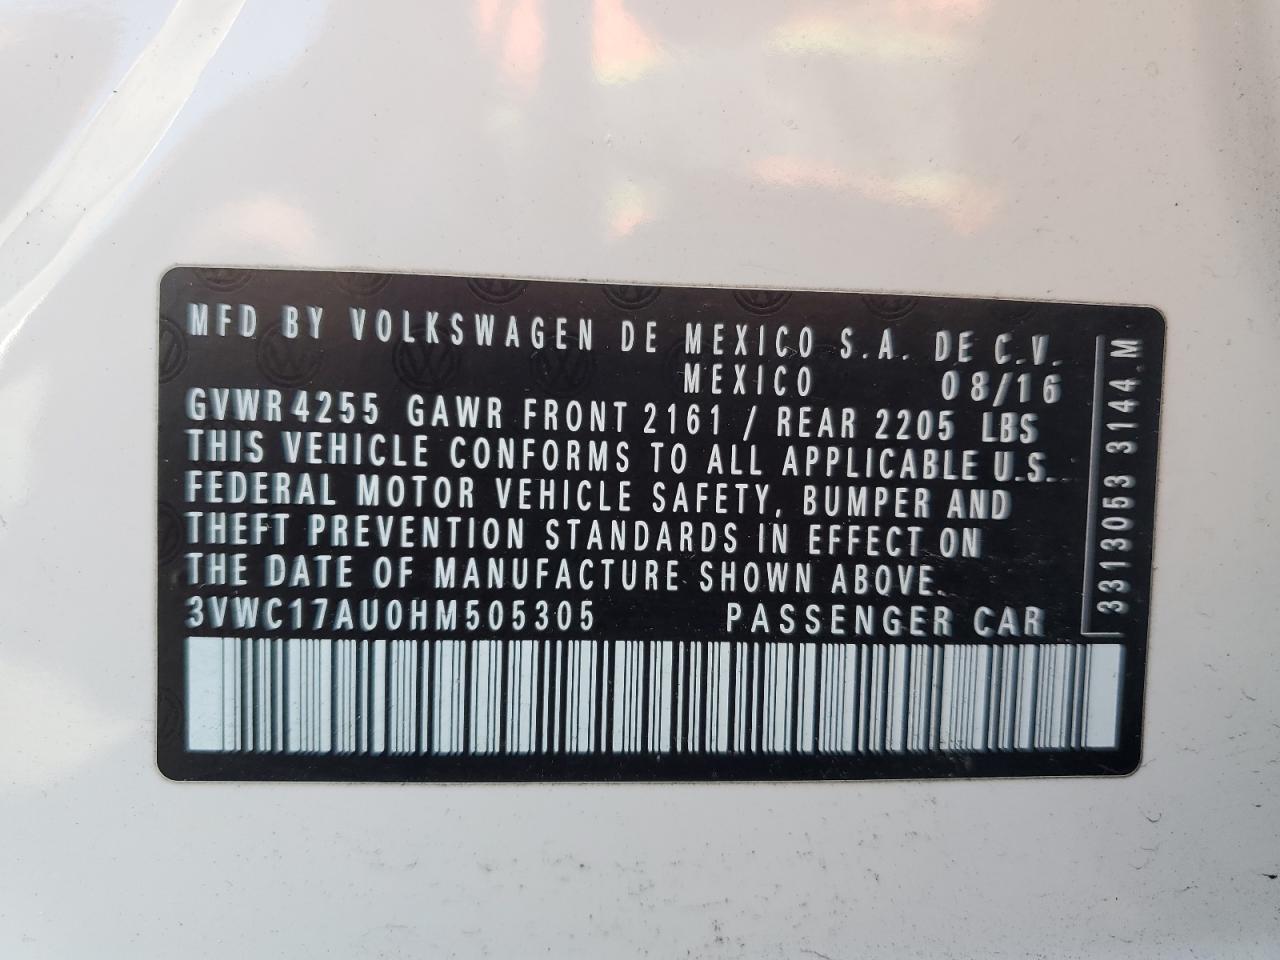 MFD BY VOLKSWAGEN DE MEXICO S.A. DE C.V.
MEXICO 08/16
GVWR 4255 GAWR FRONT 2161 / REAR 2205 LBS
THIS VEHICLE CONFORMS TO ALL APPLICABLE U.S.
FEDERAL MOTOR VEHICLE SAFETY, BUMPER AND
THEFT PREVENTION STANDARDS IN EFFECT ON
THE DATE OF MANUFACTURE SHOWN ABOVE.
3VWC17AU0HM505305 PASSENGER CAR
3313053 3144.M